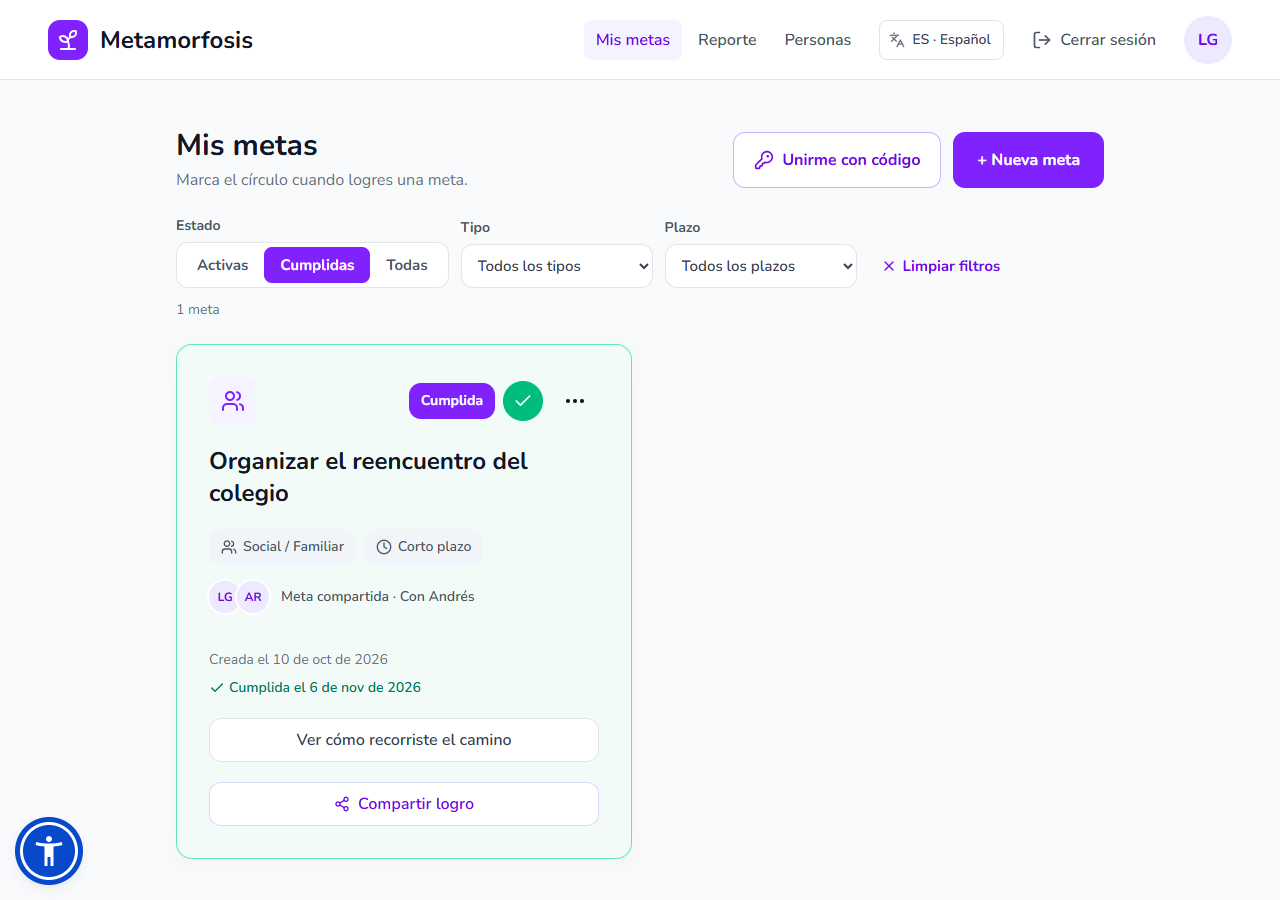 Metamorfosis
Mis metas
Reporte
Personas
ES · Español
Cerrar sesión
LG
Mis metas
Marca el círculo cuando logres una meta.
Unirme con código
+ Nueva meta
Estado
Activas
Cumplidas
Todas
Tipo
Todos los tipos
Plazo
Todos los plazos
Limpiar filtros
1 meta
Cumplida
Organizar el reencuentro del
colegio
Social / Familiar
Corto plazo
LG
AR
Meta compartida · Con Andrés
Creada el 10 de oct de 2026
Cumplida el 6 de nov de 2026
Ver cómo recorriste el camino
Compartir logro